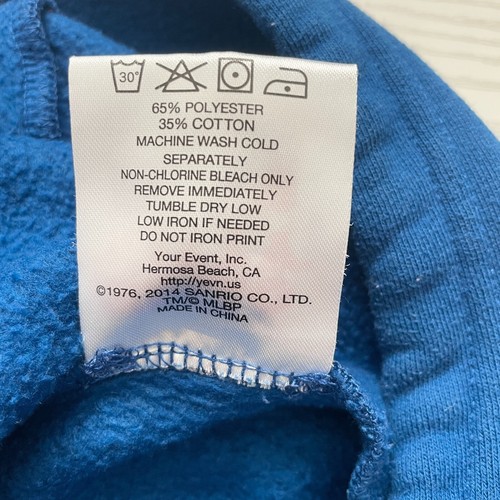 30°
65% POLYESTER
35% COTTON
MACHINE WASH COLD
SEPARATELY
NON-CHLORINE BLEACH ONLY
REMOVE IMMEDIATELY
TUMBLE DRY LOW
LOW IRON IF NEEDED
DO NOT IRON PRINT
Your Event, Inc.
Hermosa Beach, CA
http://yevn.us
©1976, 2014 SANRIO CO., LTD.
TM/© MLBP
MADE IN CHINA